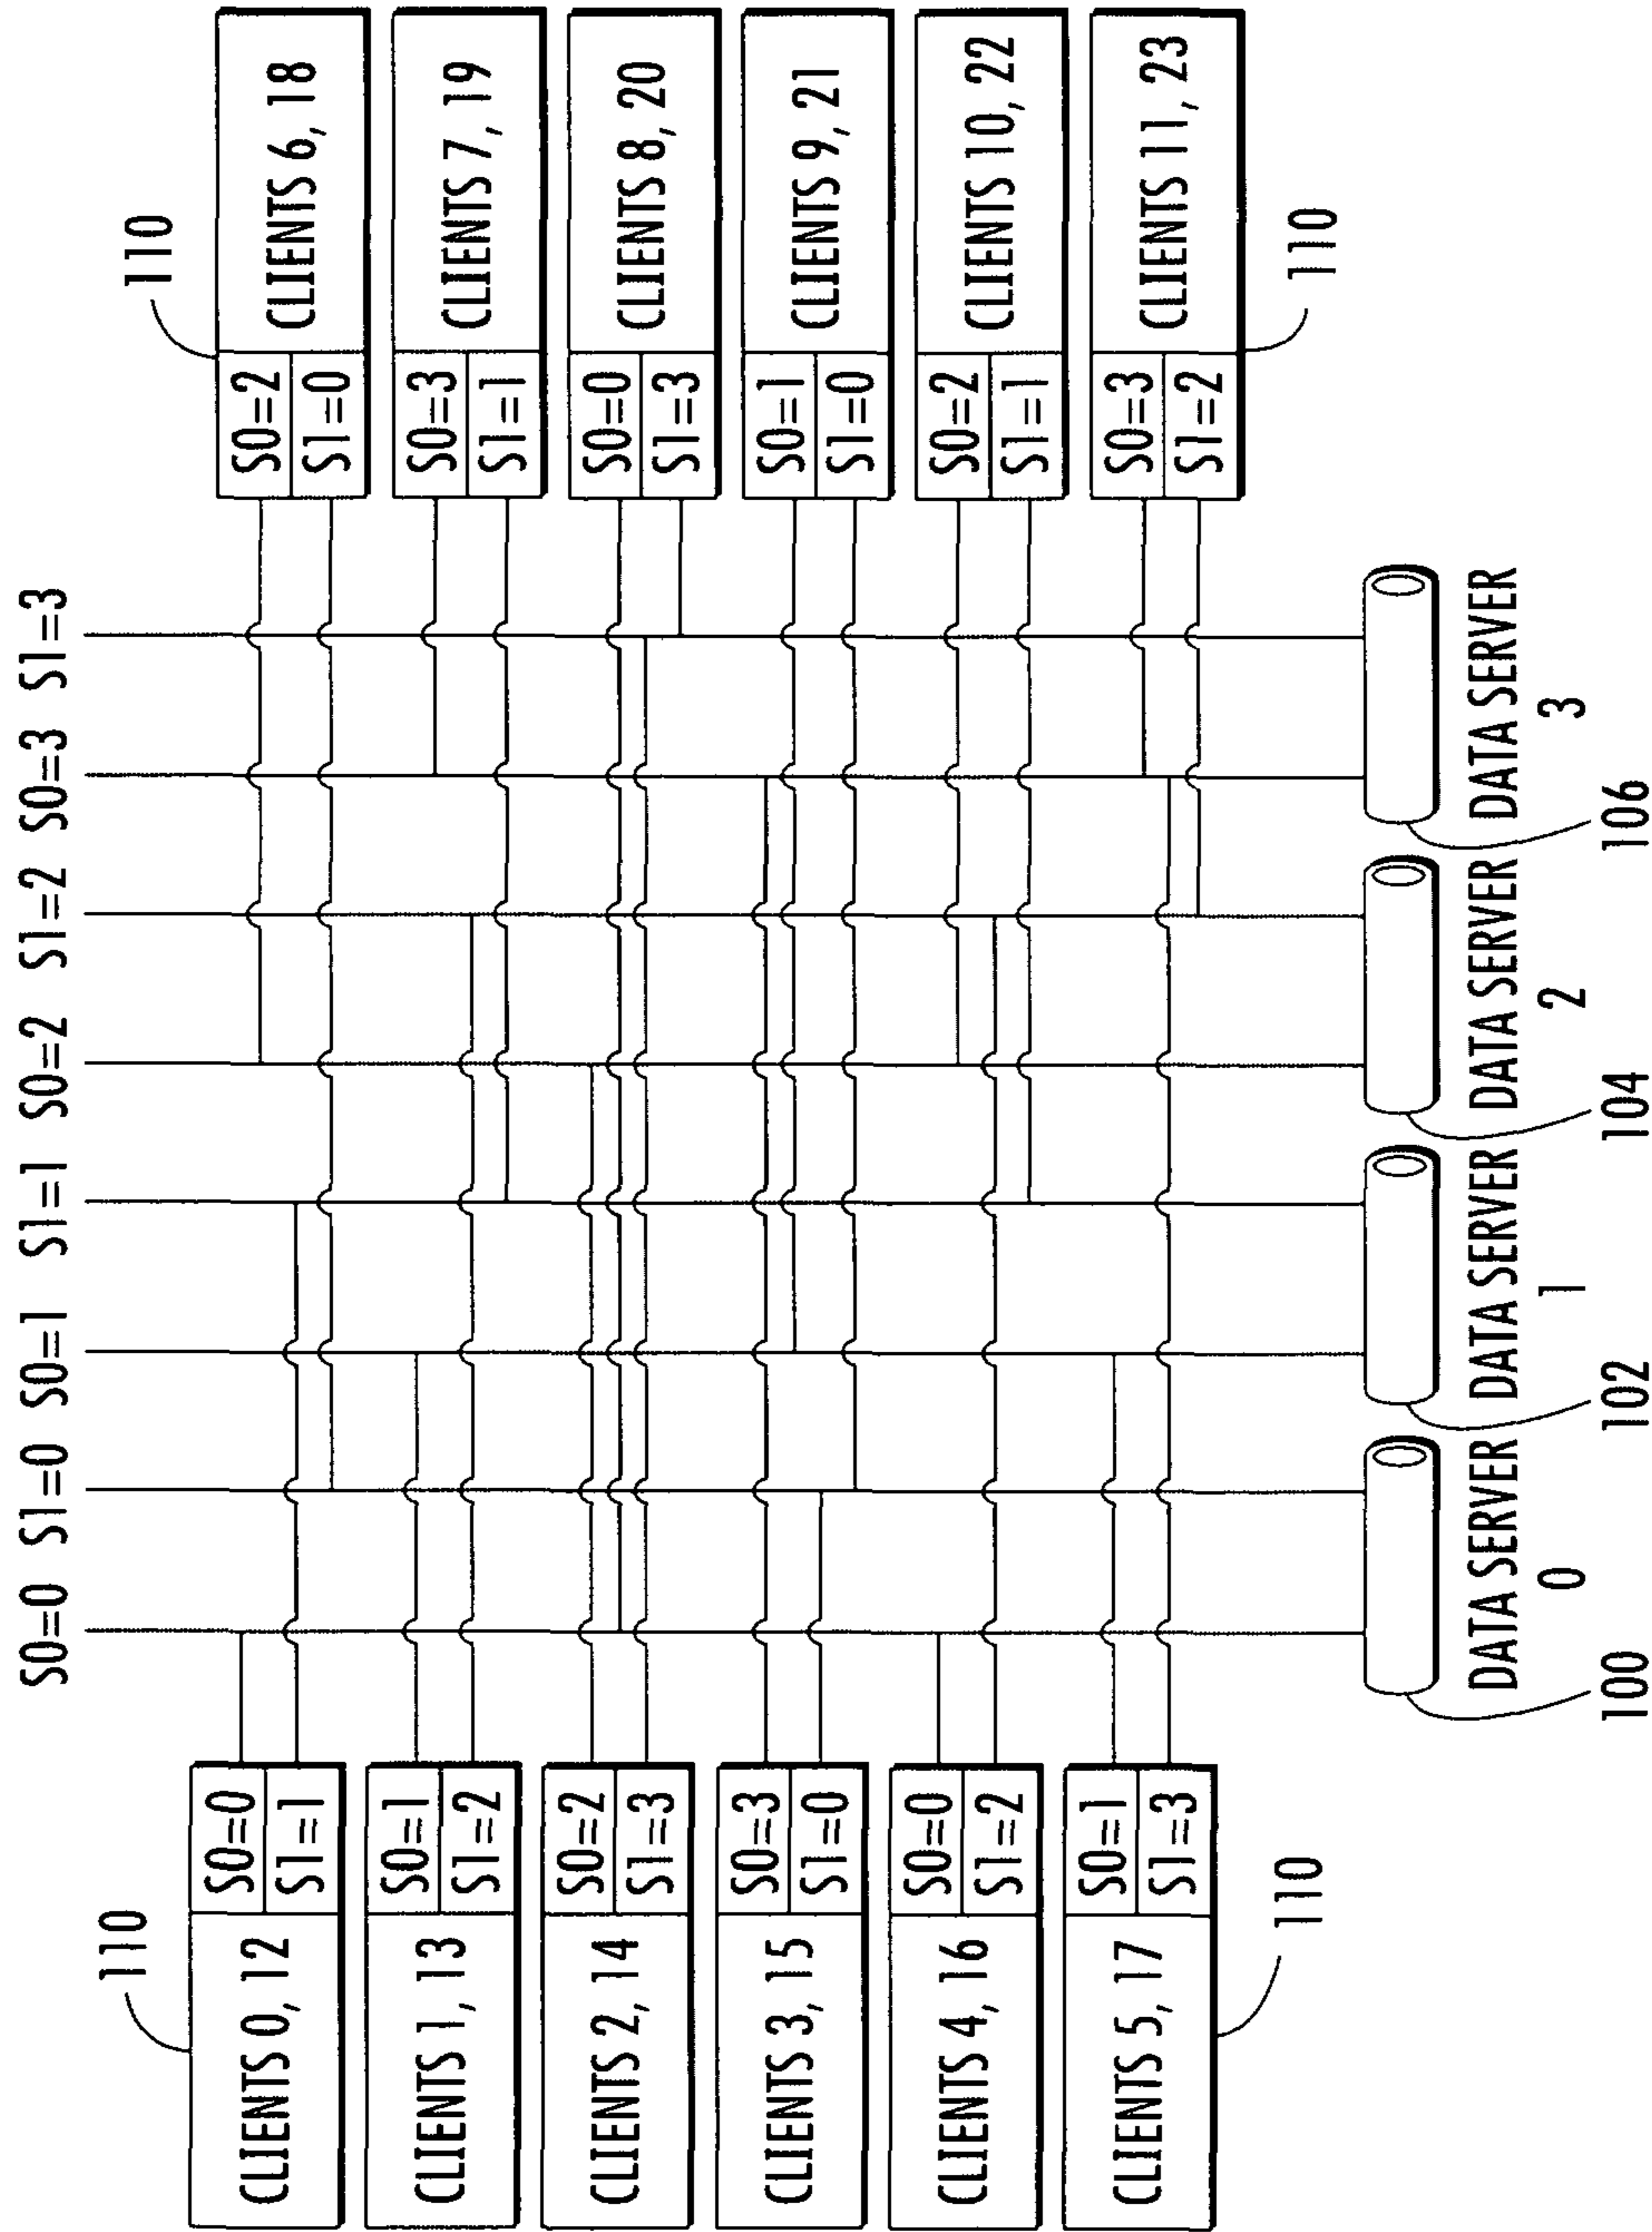 S0=0 S1=0 S0=1 S1=1 S0=2 S1=2 S0=3 S1=3
110
CLIENTS 0, 12
S0=0
S1=1
CLIENTS 1, 13
S0=1
S1=2
CLIENTS 2, 14
S0=2
S1=3
CLIENTS 3, 15
S0=3
S1=0
CLIENTS 4, 16
S0=0
S1=2
CLIENTS 5, 17
S0=1
S1=3
110
110
S0=2
S1=0
CLIENTS 6, 18
S0=3
S1=1
CLIENTS 7, 19
S0=0
S1=3
CLIENTS 8, 20
S0=1
S1=0
CLIENTS 9, 21
S0=2
S1=1
CLIENTS 10, 22
S0=3
S1=2
CLIENTS 11, 23
110
DATA SERVER
0
100
DATA SERVER
1
102
DATA SERVER
2
104
DATA SERVER
3
106